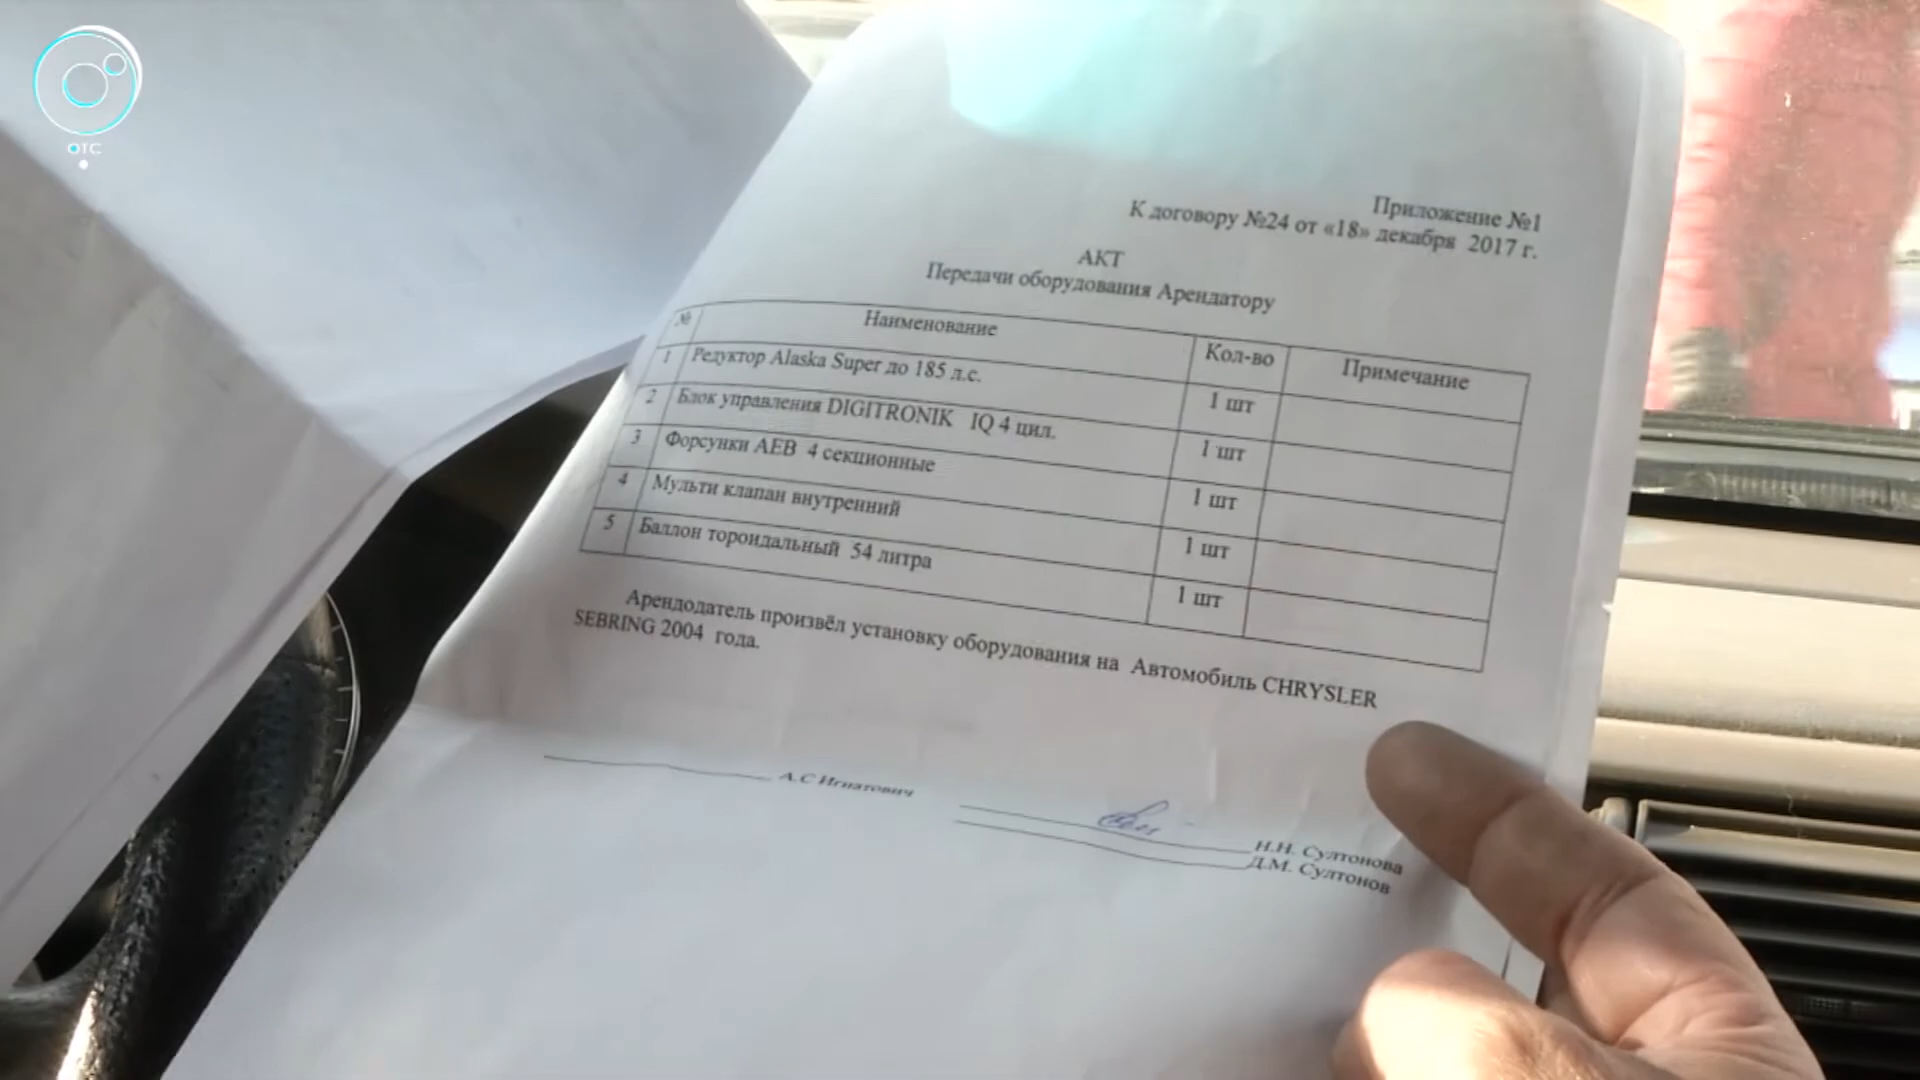 ОТС
Приложение №1
К договору №24 от «18» декабря 2017 г.
АКТ
Передачи оборудования Арендатору
№ Наименование Кол-во Примечание
1 Редуктор Alaska Super до 185 л.с. 1 шт
2 Блок управления DIGITRONIK IQ 4 цил. 1 шт
3 Форсунки АЕВ 4 секционные 1 шт
4 Мульти клапан внутренний 1 шт
5 Баллон тороидальный 54 литра 1 шт
Арендодатель произвёл установку оборудования на Автомобиль CHRYSLER
SEBRING 2004 года.
А.С Игнатович
Н.Н. Султонова
Д.М. Султонов